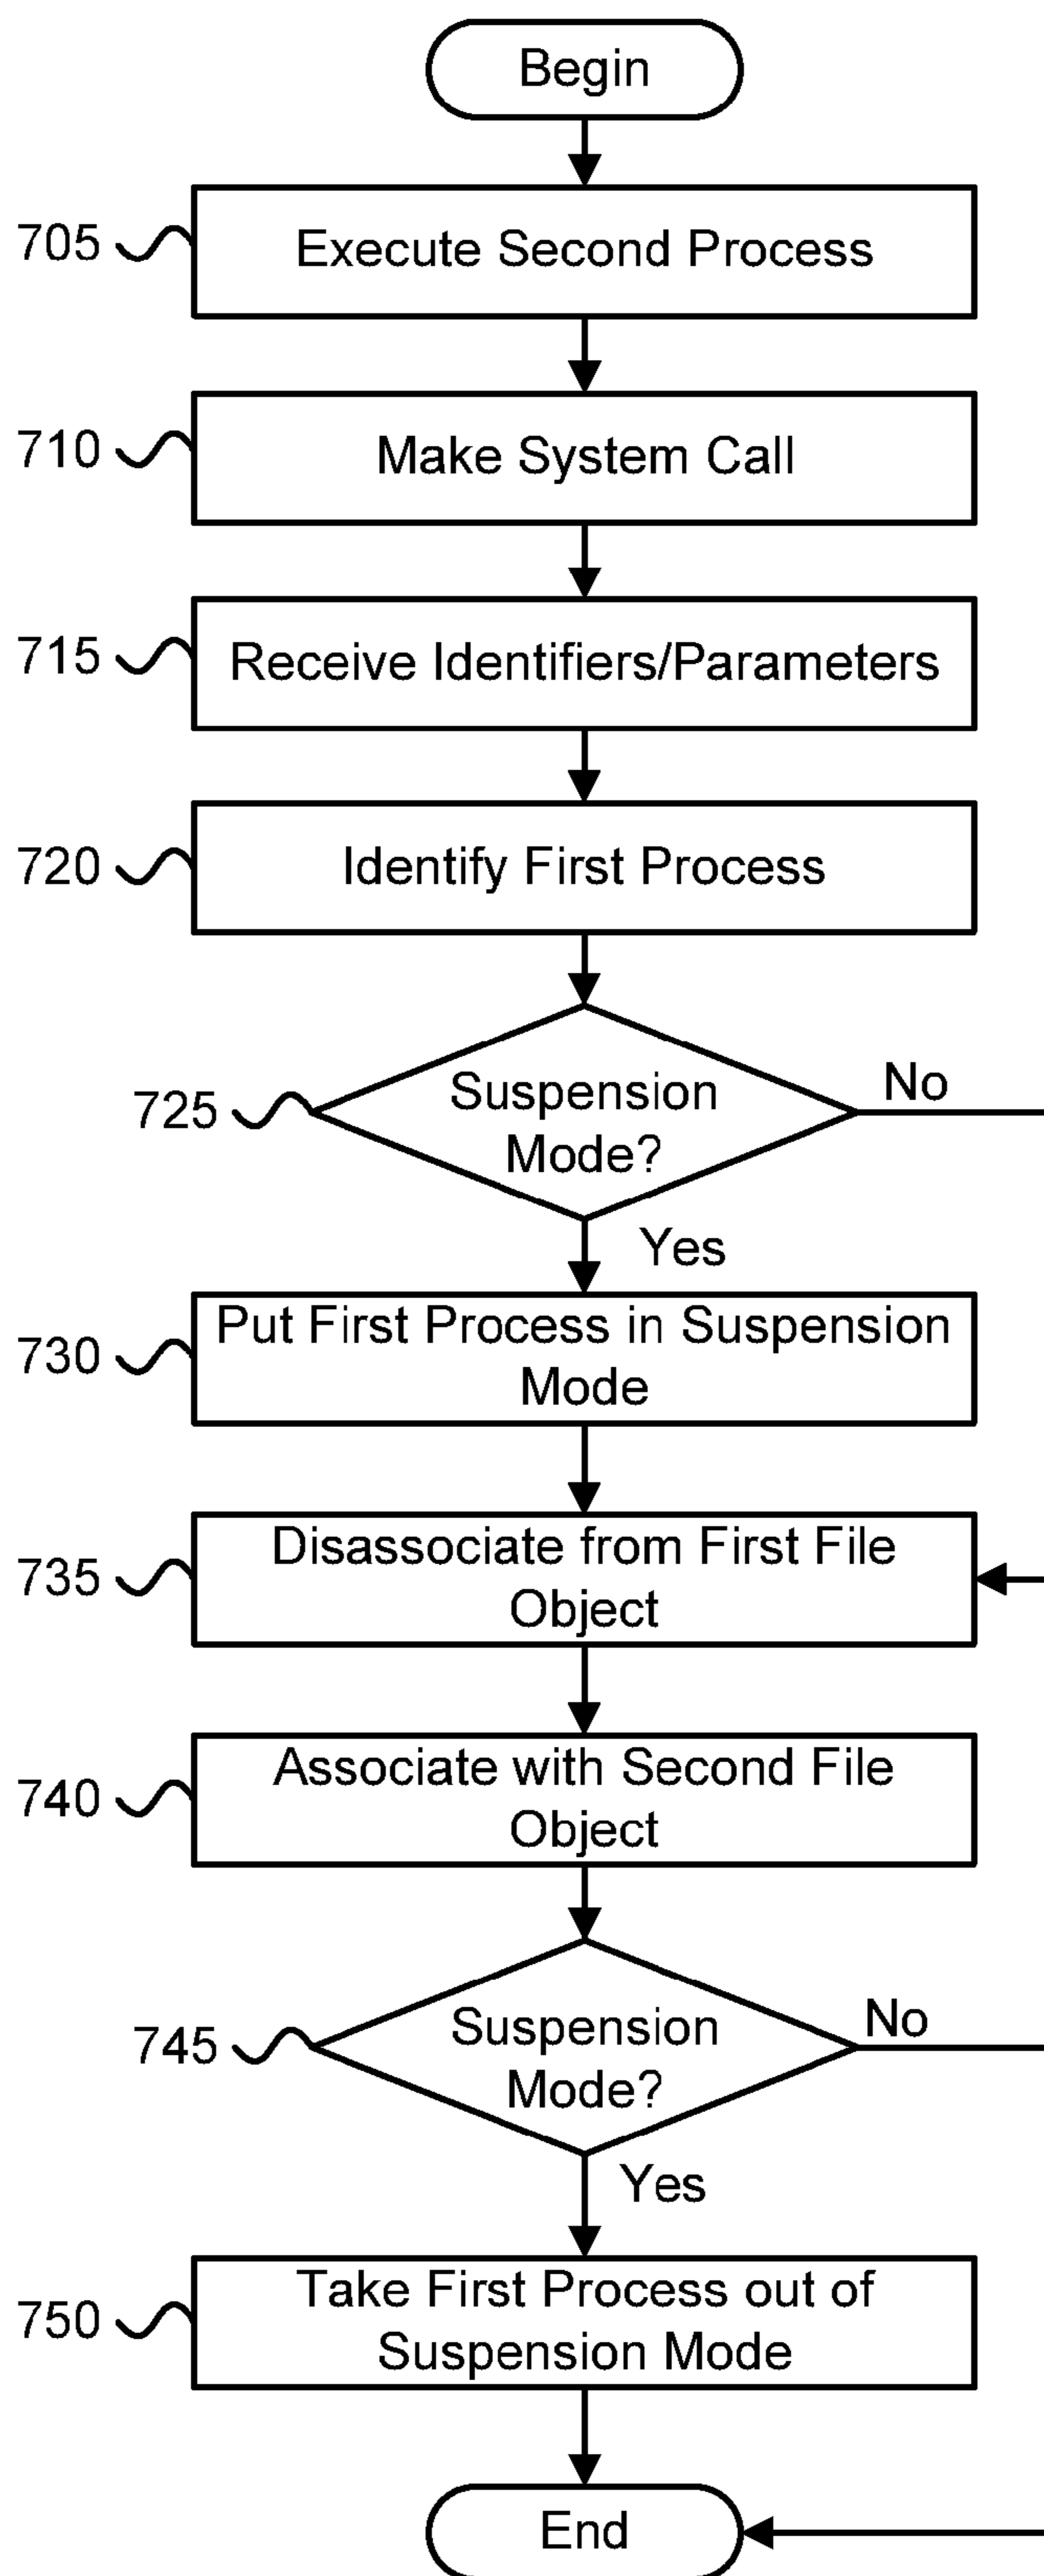 Begin
705
Execute Second Process
710
Make System Call
715
Receive Identifiers/Parameters
720
Identify First Process
725
Suspension
Mode?
No
Yes
730
Put First Process in Suspension
Mode
735
Disassociate from First File
Object
740
Associate with Second File
Object
745
Suspension
Mode?
No
Yes
750
Take First Process out of
Suspension Mode
End